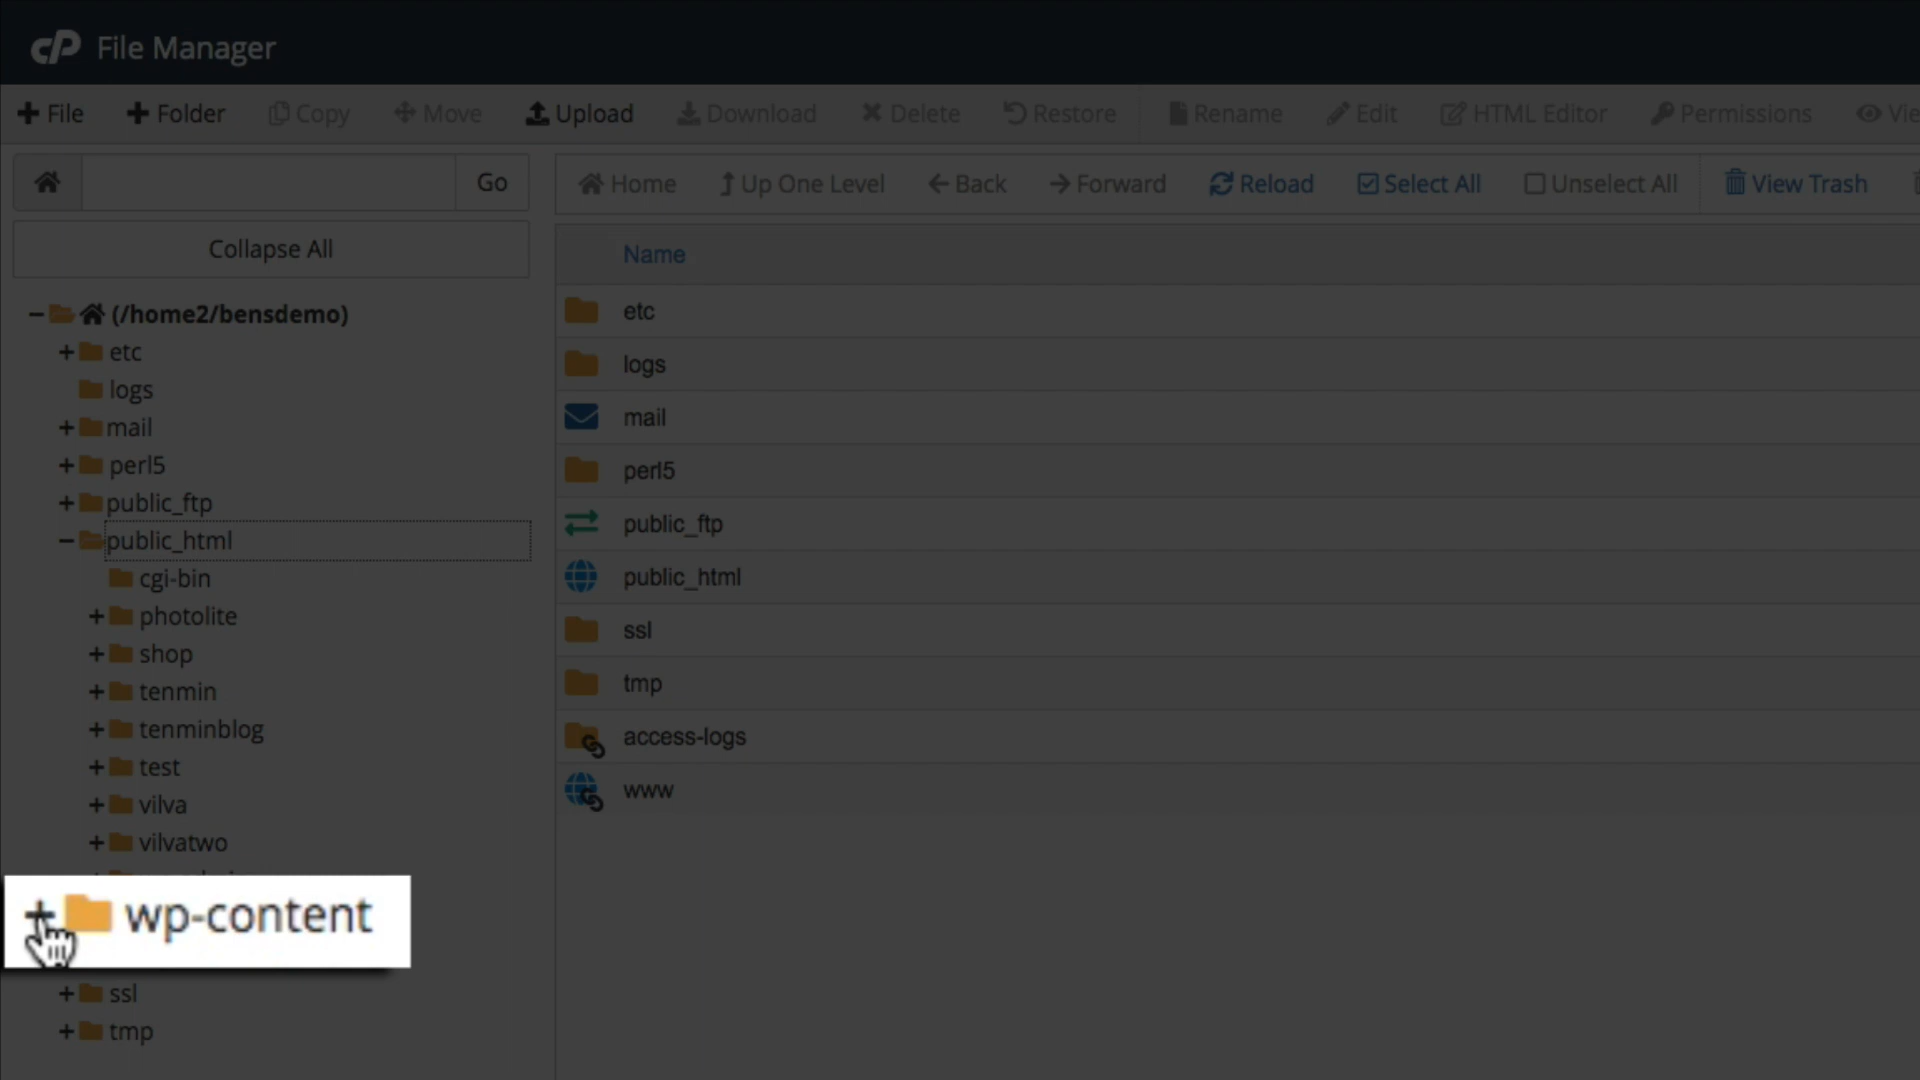 cP File Manager
File Folder Copy Move Upload Download Delete Restore Rename Edit HTML Editor Permissions
Go Home Up One Level Back Forward Reload Select All Unselect All View Trash
Collapse All
Name
(/home2/bensdemo)
etc
logs
mail
perl5
public_ftp
public_html
cgi-bin
photolite
shop
tenmin
tenminblog
test
vilva
vilvatwo
wp-content
ssl
tmp
etc
logs
mail
perl5
public_ftp
public_html
ssl
tmp
access-logs
www